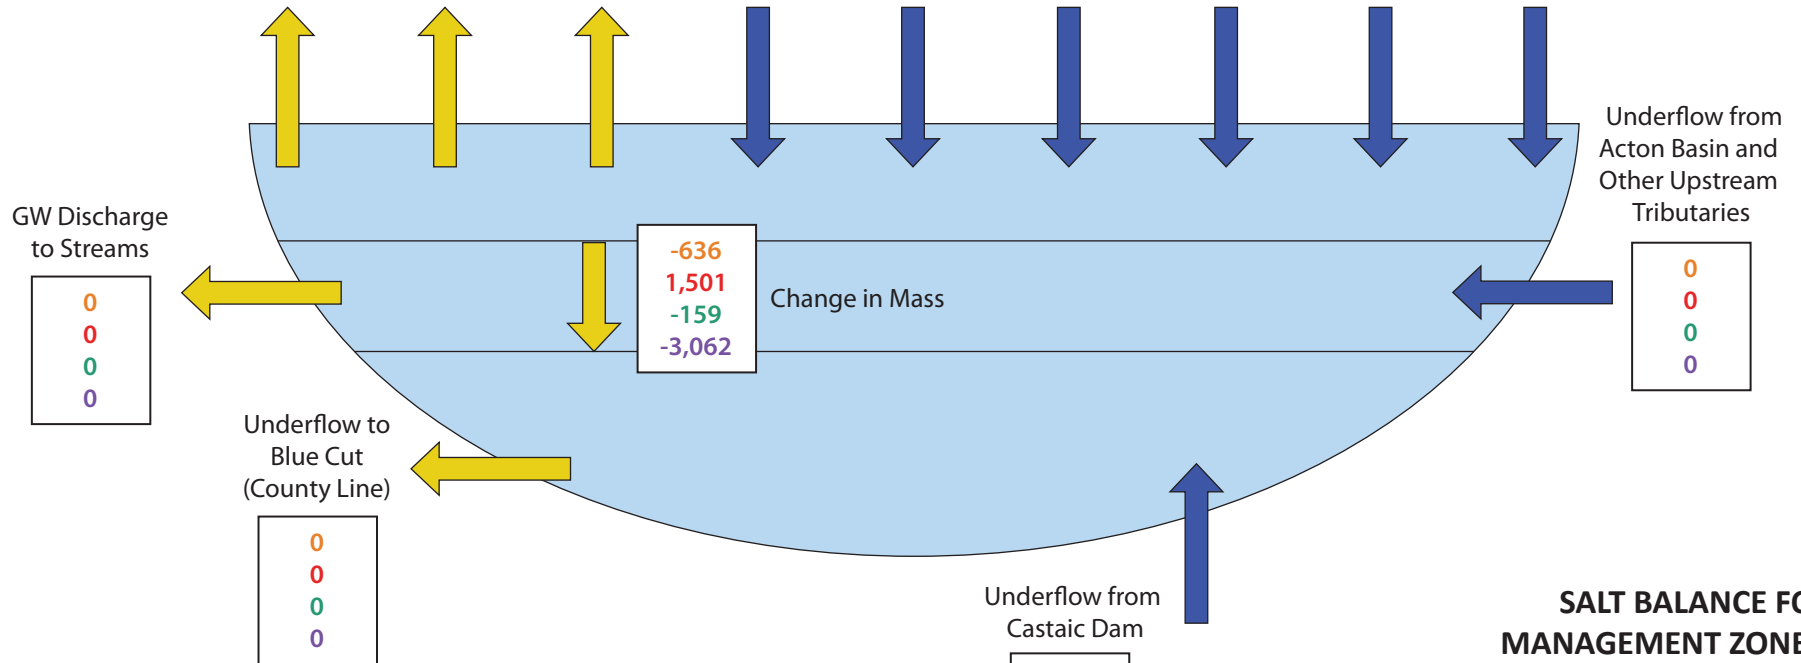 Underflow from
Acton Basin and
Other Upstream
Tributaries
0
0
0
0
GW Discharge
to Streams
0
0
0
0
-636
1,501
-159
-3,062
Change in Mass
Underflow to
Blue Cut
(County Line)
0
0
0
0
Underflow from
Castaic Dam
SALT BALANCE FO
MANAGEMENT ZONE